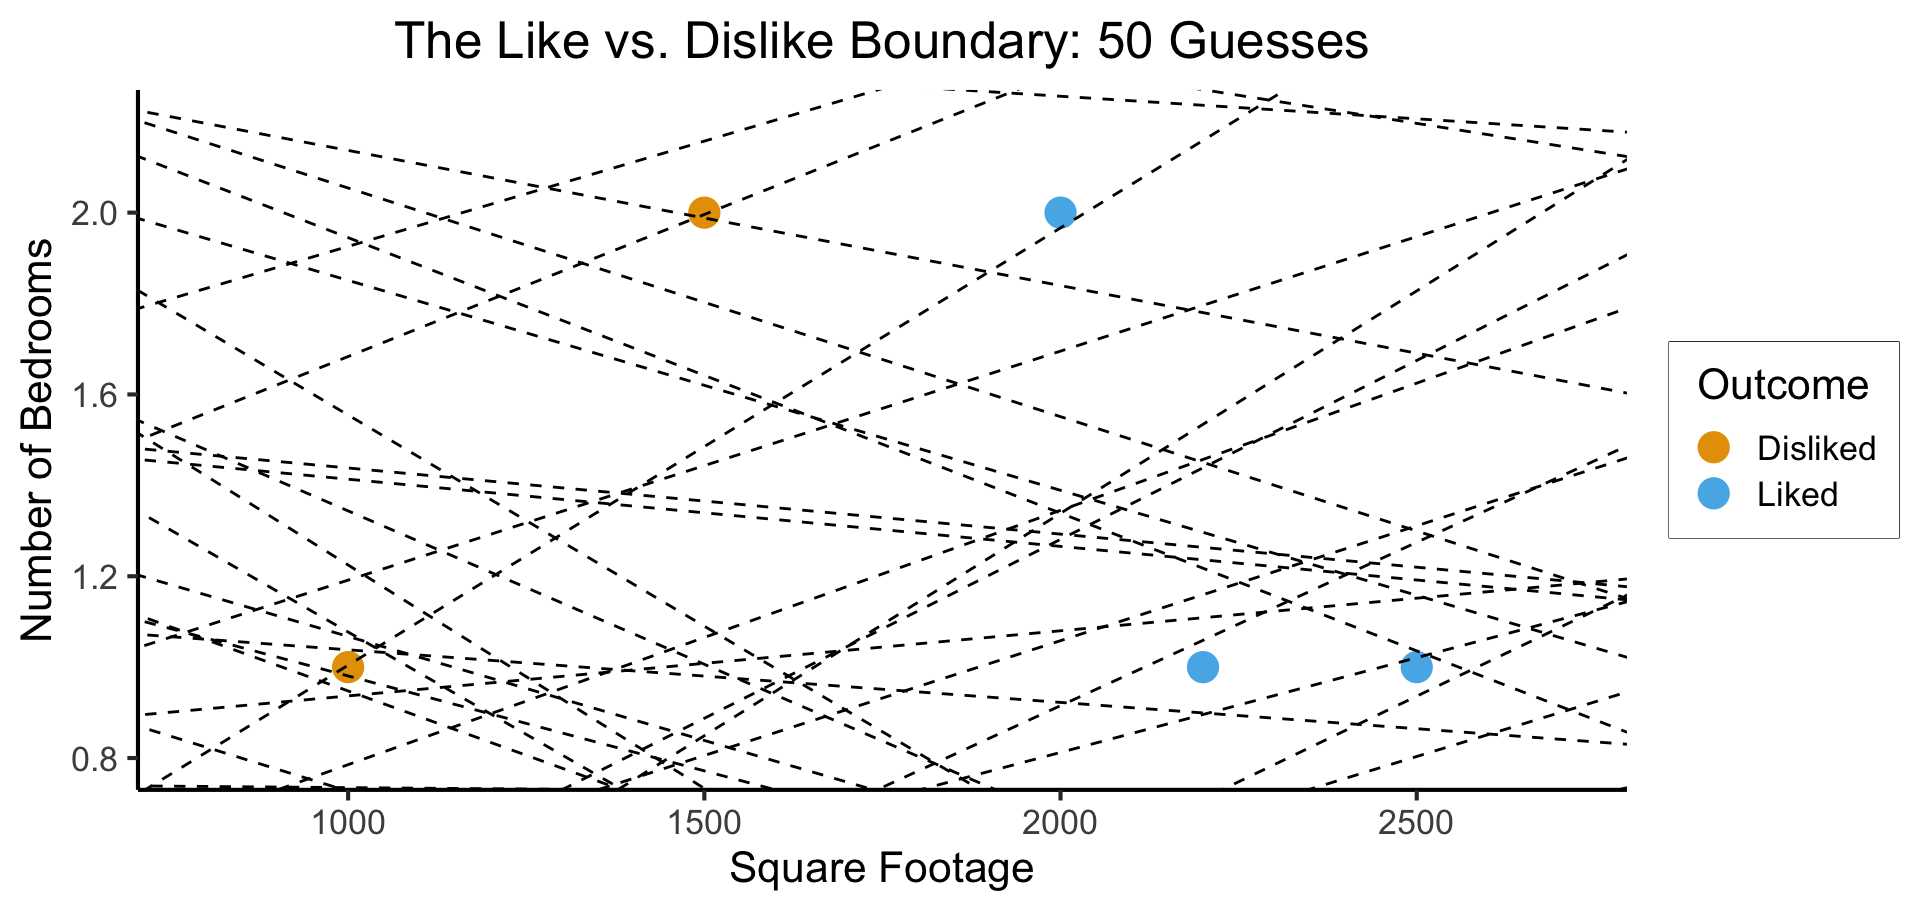 The Like vs. Dislike Boundary: 50 Guesses
Number of Bedrooms
2.0
1.6
1.2
0.8
1000 1500 2000 2500
Square Footage
Outcome
Disliked
Liked